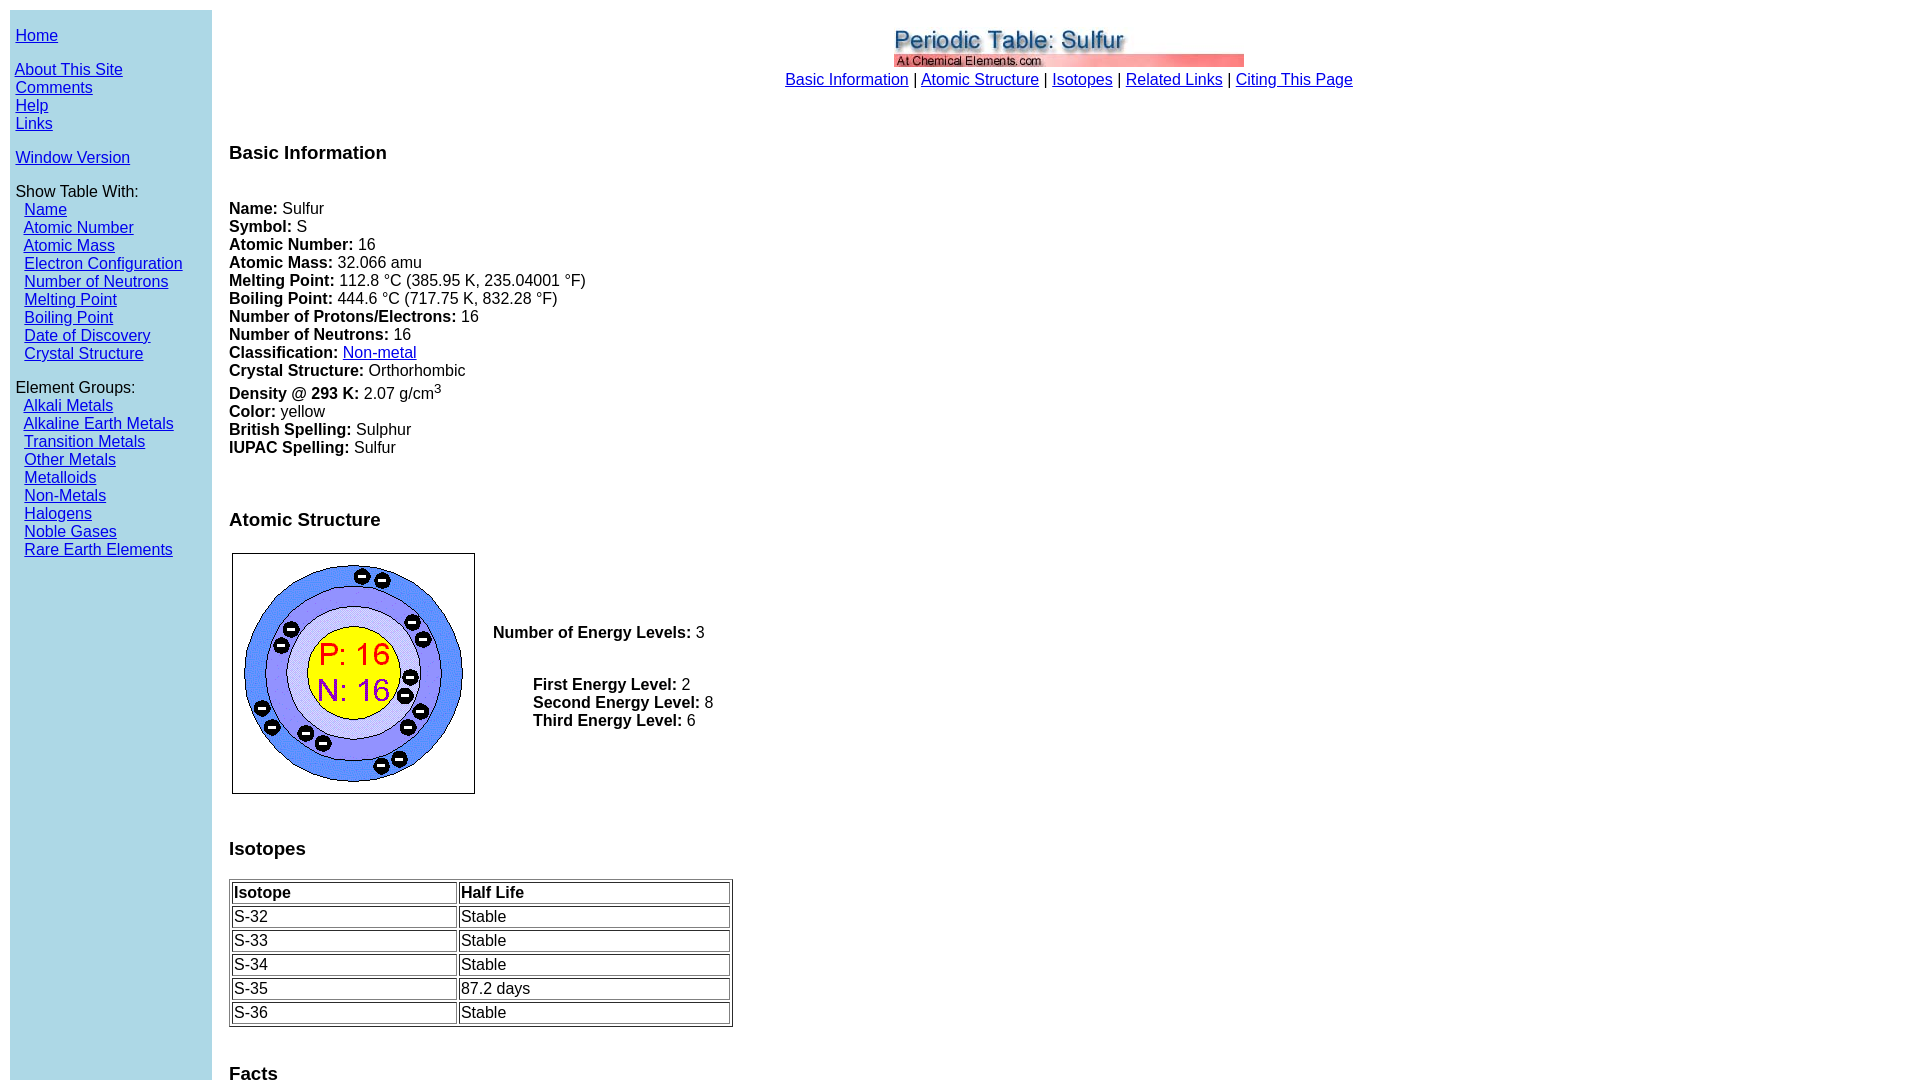 Home
About This Site
Comments
Help
Links
Window Version
Show Table With:
Name
Atomic Number
Atomic Mass
Electron Configuration
Number of Neutrons
Melting Point
Boiling Point
Date of Discovery
Crystal Structure
Element Groups:
Alkali Metals
Alkaline Earth Metals
Transition Metals
Other Metals
Metalloids
Non-Metals
Halogens
Noble Gases
Rare Earth Elements
Periodic Table: Sulfur
At Chemical Elements.com
Basic Information | Atomic Structure | Isotopes | Related Links | Citing This Page
Basic Information
Name: Sulfur
Symbol: S
Atomic Number: 16
Atomic Mass: 32.066 amu
Melting Point: 112.8 °C (385.95 K, 235.04001 °F)
Boiling Point: 444.6 °C (717.75 K, 832.28 °F)
Number of Protons/Electrons: 16
Number of Neutrons: 16
Classification: Non-metal
Crystal Structure: Orthorhombic
Density @ 293 K: 2.07 g/cm³
Color: yellow
British Spelling: Sulphur
IUPAC Spelling: Sulfur
Atomic Structure
P: 16
N: 16
Number of Energy Levels: 3
First Energy Level: 2
Second Energy Level: 8
Third Energy Level: 6
Isotopes
Isotope Half Life
S-32 Stable
S-33 Stable
S-34 Stable
S-35 87.2 days
S-36 Stable
Facts